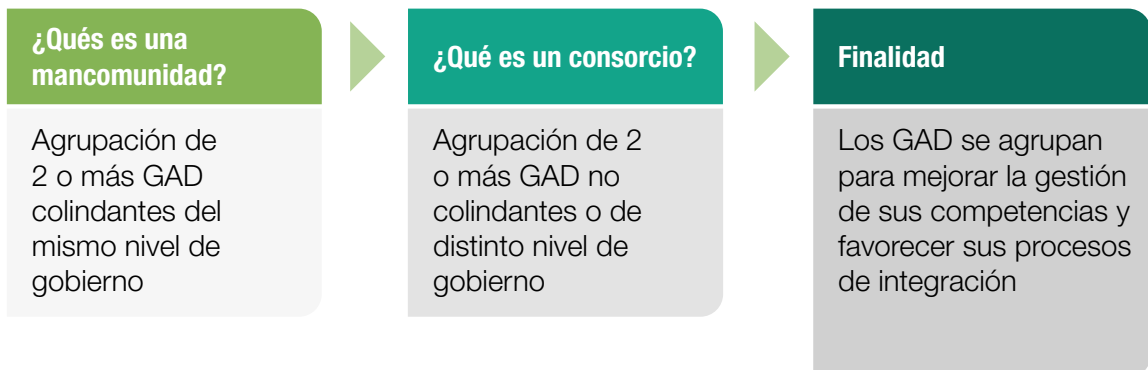 ¿Qués es una
mancomunidad?
Agrupación de
2 o más GAD
colindantes del
mismo nivel de
gobierno
¿Qué es un consorcio?
Agrupación de 2
o más GAD no
colindantes o de
distinto nivel de
gobierno
Finalidad
Los GAD se agrupan
para mejorar la gestión
de sus competencias y
favorecer sus procesos
de integración